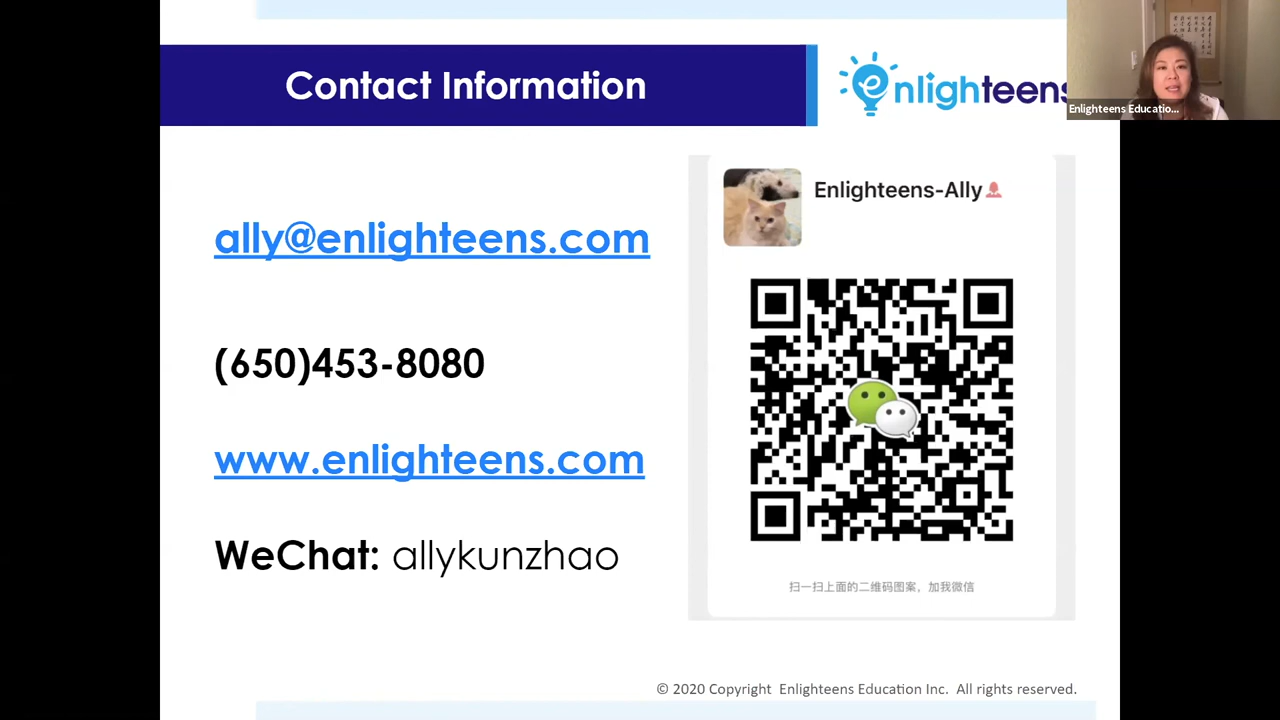 Contact Information
enlighteens
Enlighteens Educatio...
ally@enlighteens.com
Enlighteens-Ally
(650)453-8080
www.enlighteens.com
WeChat: allykunzhao
扫一扫上面的二维码图案，加我微信
© 2020 Copyright Enlighteens Education Inc. All rights reserved.